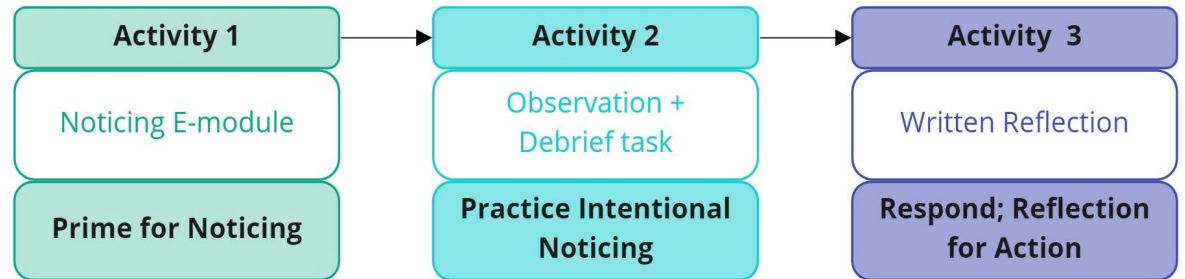 Activity 1
Noticing E-module
Prime for Noticing
Activity 2
Observation +
Debrief task
Practice Intentional
Noticing
Activity 3
Written Reflection
Respond; Reflection
for Action